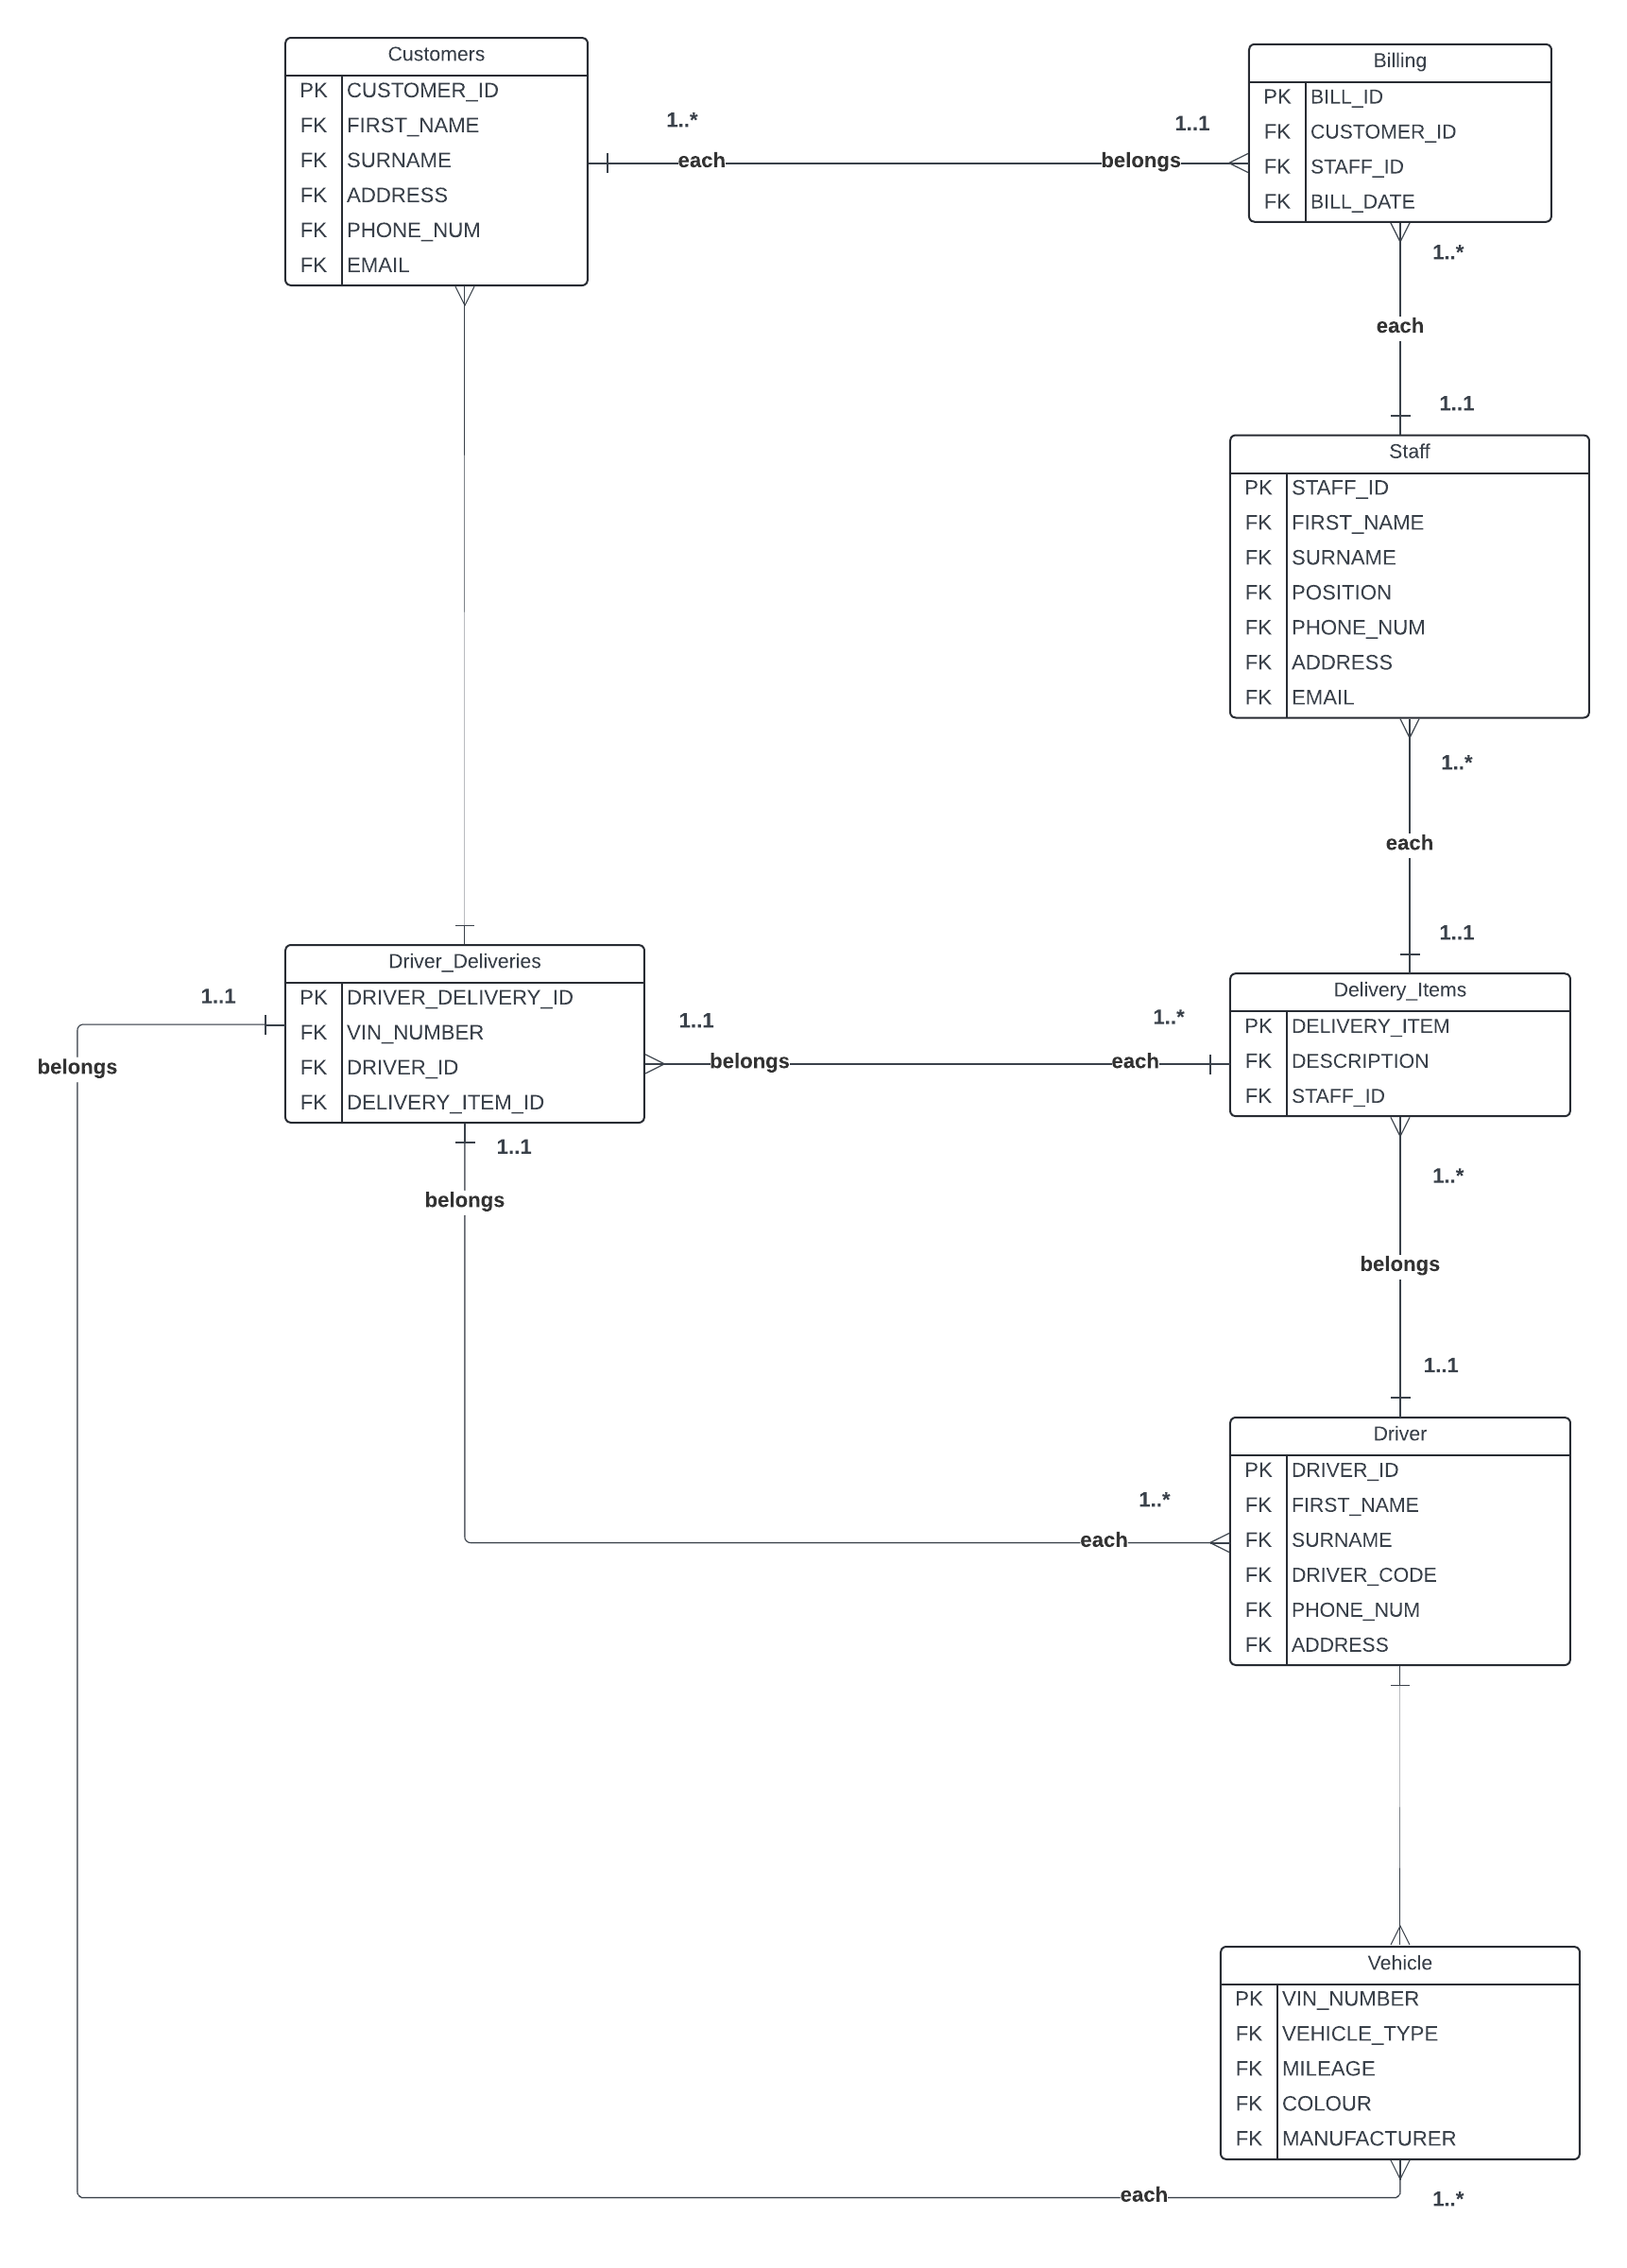 Customers
PK CUSTOMER_ID
FK FIRST_NAME
FK SURNAME
FK ADDRESS
FK PHONE_NUM
FK EMAIL
1..*
each
1..1
belongs
Billing
PK BILL_ID
FK CUSTOMER_ID
FK STAFF_ID
FK BILL_DATE
1..*
each
1..1
Staff
PK STAFF_ID
FK FIRST_NAME
FK SURNAME
FK POSITION
FK PHONE_NUM
FK ADDRESS
FK EMAIL
1..*
each
1..1
Driver_Deliveries
PK DRIVER_DELIVERY_ID
FK VIN_NUMBER
FK DRIVER_ID
FK DELIVERY_ITEM_ID
1..1
belongs
1..1
belongs
1..*
each
Delivery_Items
PK DELIVERY_ITEM
FK DESCRIPTION
FK STAFF_ID
1..1
belongs
1..*
belongs
1..1
Driver
PK DRIVER_ID
FK FIRST_NAME
FK SURNAME
FK DRIVER_CODE
FK PHONE_NUM
FK ADDRESS
1..*
each
Vehicle
PK VIN_NUMBER
FK VEHICLE_TYPE
FK MILEAGE
FK COLOUR
FK MANUFACTURER
each
1..*